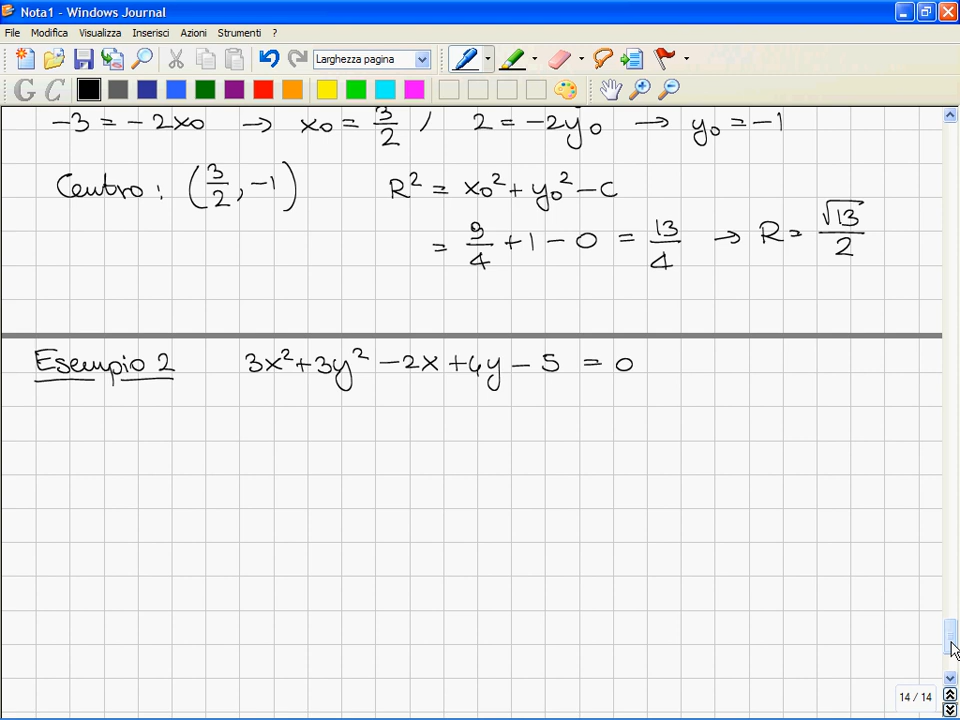 Nota1 - Windows Journal
File Modifica Visualizza Inserisci Azioni Strumenti ?
Larghezza pagina
G C
-3 = -2x₀ → x₀ = 3/2 , 2 = -2y₀ → y₀ = -1
Centro : (3/2, -1) R² = x₀² + y₀² - c
= 9/4 + 1 - 0 = 13/4 → R = √13/2
Esempio 2 3x² + 3y² - 2x + 4y - 5 = 0
14 / 14